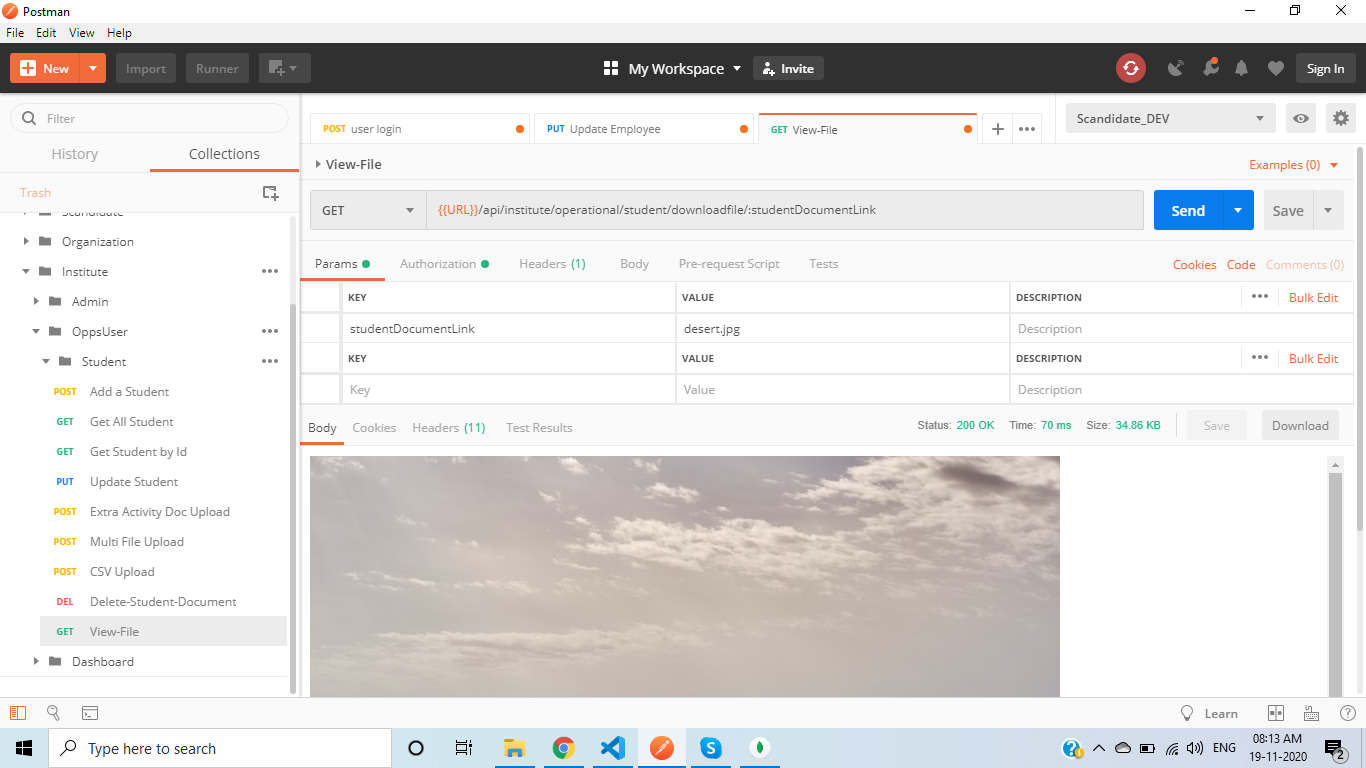 Postman
File Edit View Help
New Import Runner My Workspace Invite Sign In
Filter
History Collections
Trash
Scandidate
Organization
Institute
Admin
OppsUser
Student
POST Add a Student
GET Get All Student
GET Get Student by Id
PUT Update Student
POST Extra Activity Doc Upload
POST Multi File Upload
POST CSV Upload
DEL Delete-Student-Document
GET View-File
Dashboard
POST user login PUT Update Employee GET View-File Scandidate_DEV
View-File Examples (0)
GET {{URL}}/api/institute/operational/student/downloadfile/:studentDocumentLink Send Save
Params Authorization Headers (1) Body Pre-request Script Tests Cookies Code Comments (0)
KEY VALUE DESCRIPTION Bulk Edit
studentDocumentLink desert.jpg Description
KEY VALUE DESCRIPTION Bulk Edit
Key Value Description
Body Cookies Headers (11) Test Results Status: 200 OK Time: 70 ms Size: 34.86 KB Save Download
Learn
Type here to search
ENG 08:13 AM
19-11-2020 2